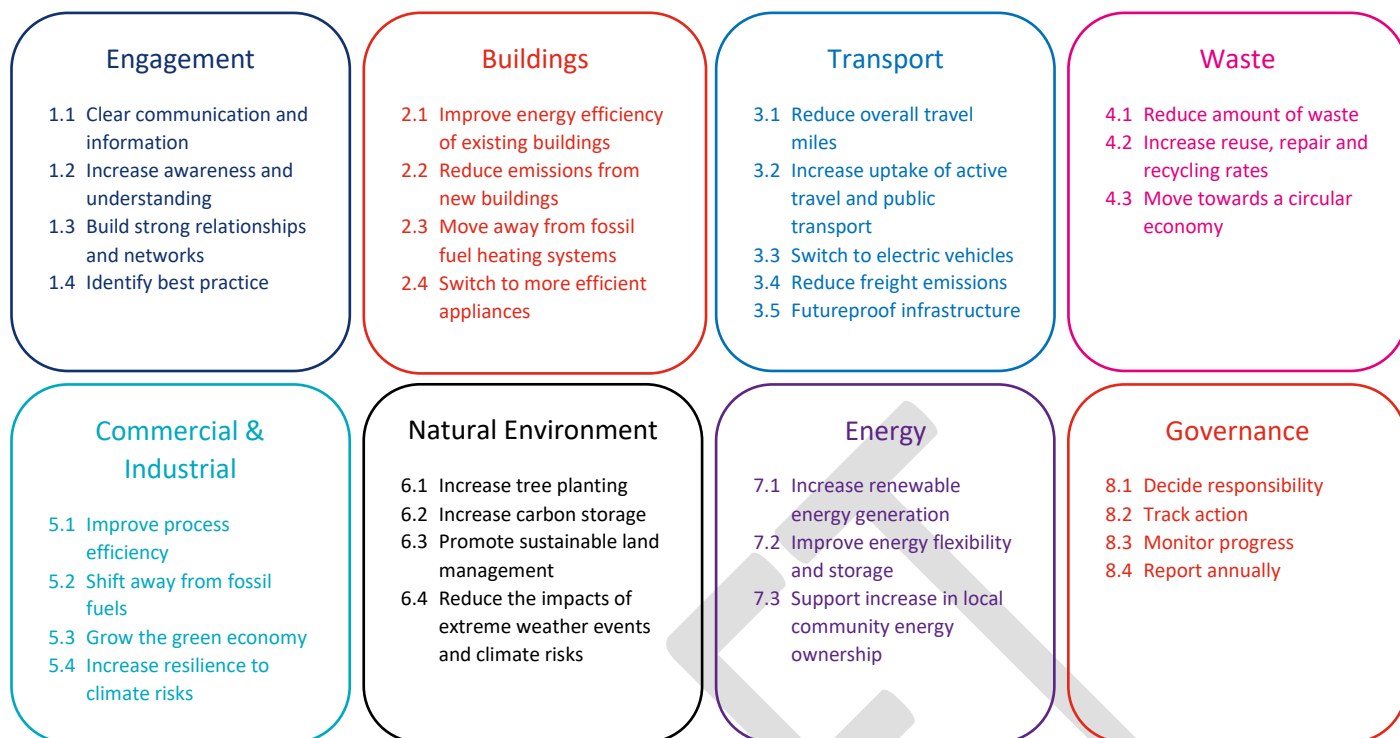 Engagement
1.1 Clear communication and
information
1.2 Increase awareness and
understanding
1.3 Build strong relationships
and networks
1.4 Identify best practice
Buildings
2.1 Improve energy efficiency
of existing buildings
2.2 Reduce emissions from
new buildings
2.3 Move away from fossil
fuel heating systems
2.4 Switch to more efficient
appliances
Transport
3.1 Reduce overall travel
miles
3.2 Increase uptake of active
travel and public
transport
3.3 Switch to electric vehicles
3.4 Reduce freight emissions
3.5 Futureproof infrastructure
Waste
4.1 Reduce amount of waste
4.2 Increase reuse, repair and
recycling rates
4.3 Move towards a circular
economy
Commercial &
Industrial
5.1 Improve process
efficiency
5.2 Shift away from fossil
fuels
5.3 Grow the green economy
5.4 Increase resilience to
climate risks
Natural Environment
6.1 Increase tree planting
6.2 Increase carbon storage
6.3 Promote sustainable land
management
6.4 Reduce the impacts of
extreme weather events
and climate risks
Energy
7.1 Increase renewable
energy generation
7.2 Improve energy flexibility
and storage
7.3 Support increase in local
community energy
ownership
Governance
8.1 Decide responsibility
8.2 Track action
8.3 Monitor progress
8.4 Report annually